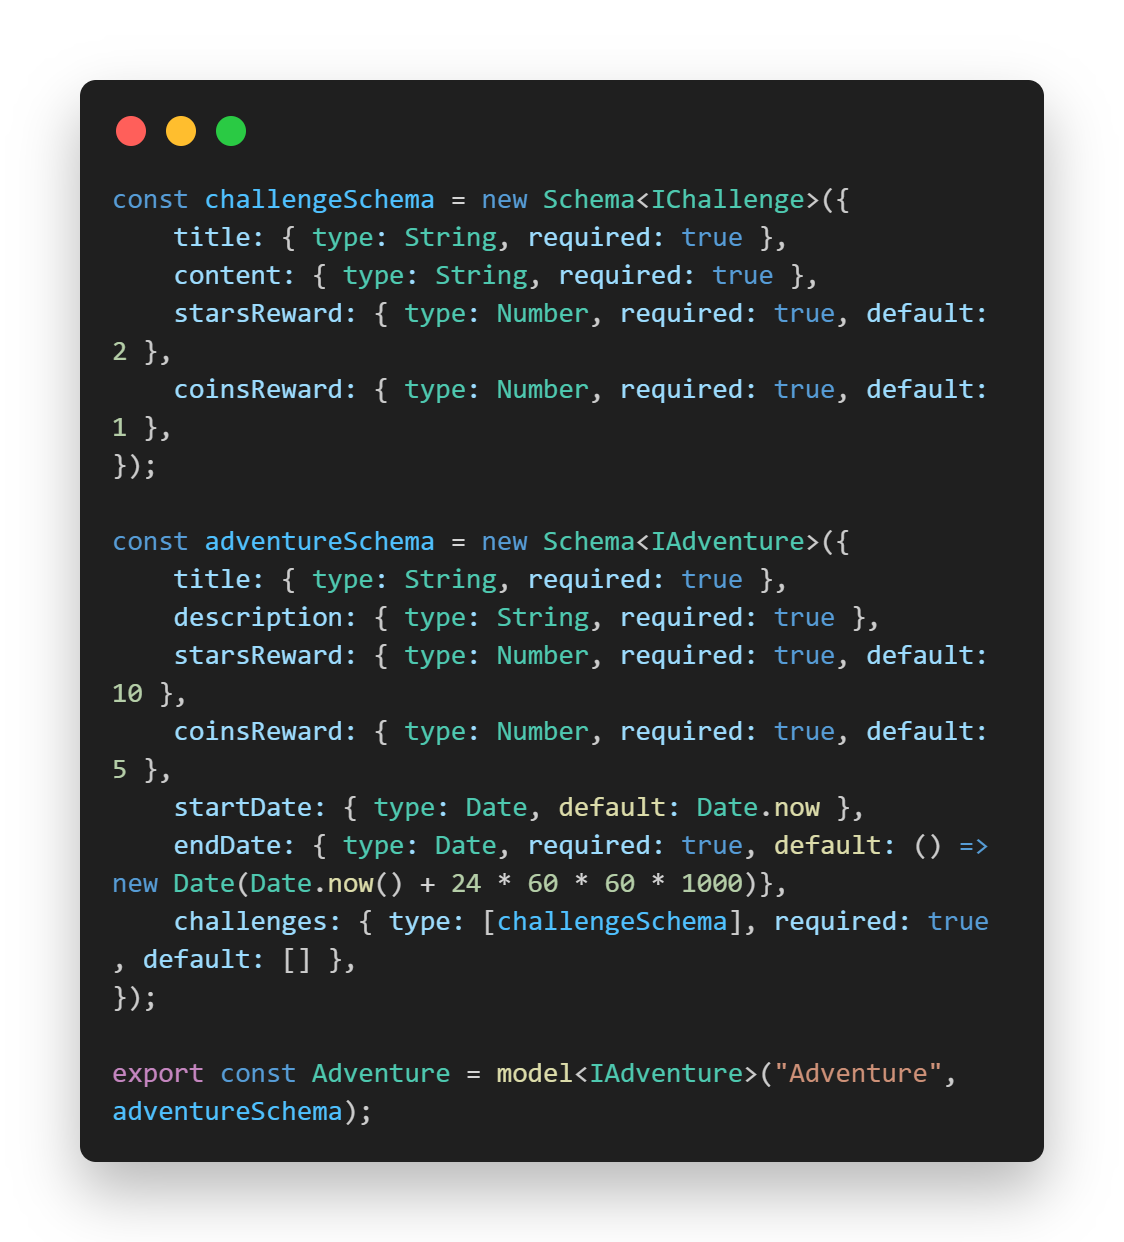 const challengeSchema = new Schema<IChallenge>({
    title: { type: String, required: true },
    content: { type: String, required: true },
    starsReward: { type: Number, required: true, default:
2 },
    coinsReward: { type: Number, required: true, default:
1 },
});

const adventureSchema = new Schema<IAdventure>({
    title: { type: String, required: true },
    description: { type: String, required: true },
    starsReward: { type: Number, required: true, default:
10 },
    coinsReward: { type: Number, required: true, default:
5 },
    startDate: { type: Date, default: Date.now },
    endDate: { type: Date, required: true, default: () =>
new Date(Date.now() + 24 * 60 * 60 * 1000)},
    challenges: { type: [challengeSchema], required: true
, default: [] },
});

export const Adventure = model<IAdventure>("Adventure",
adventureSchema);